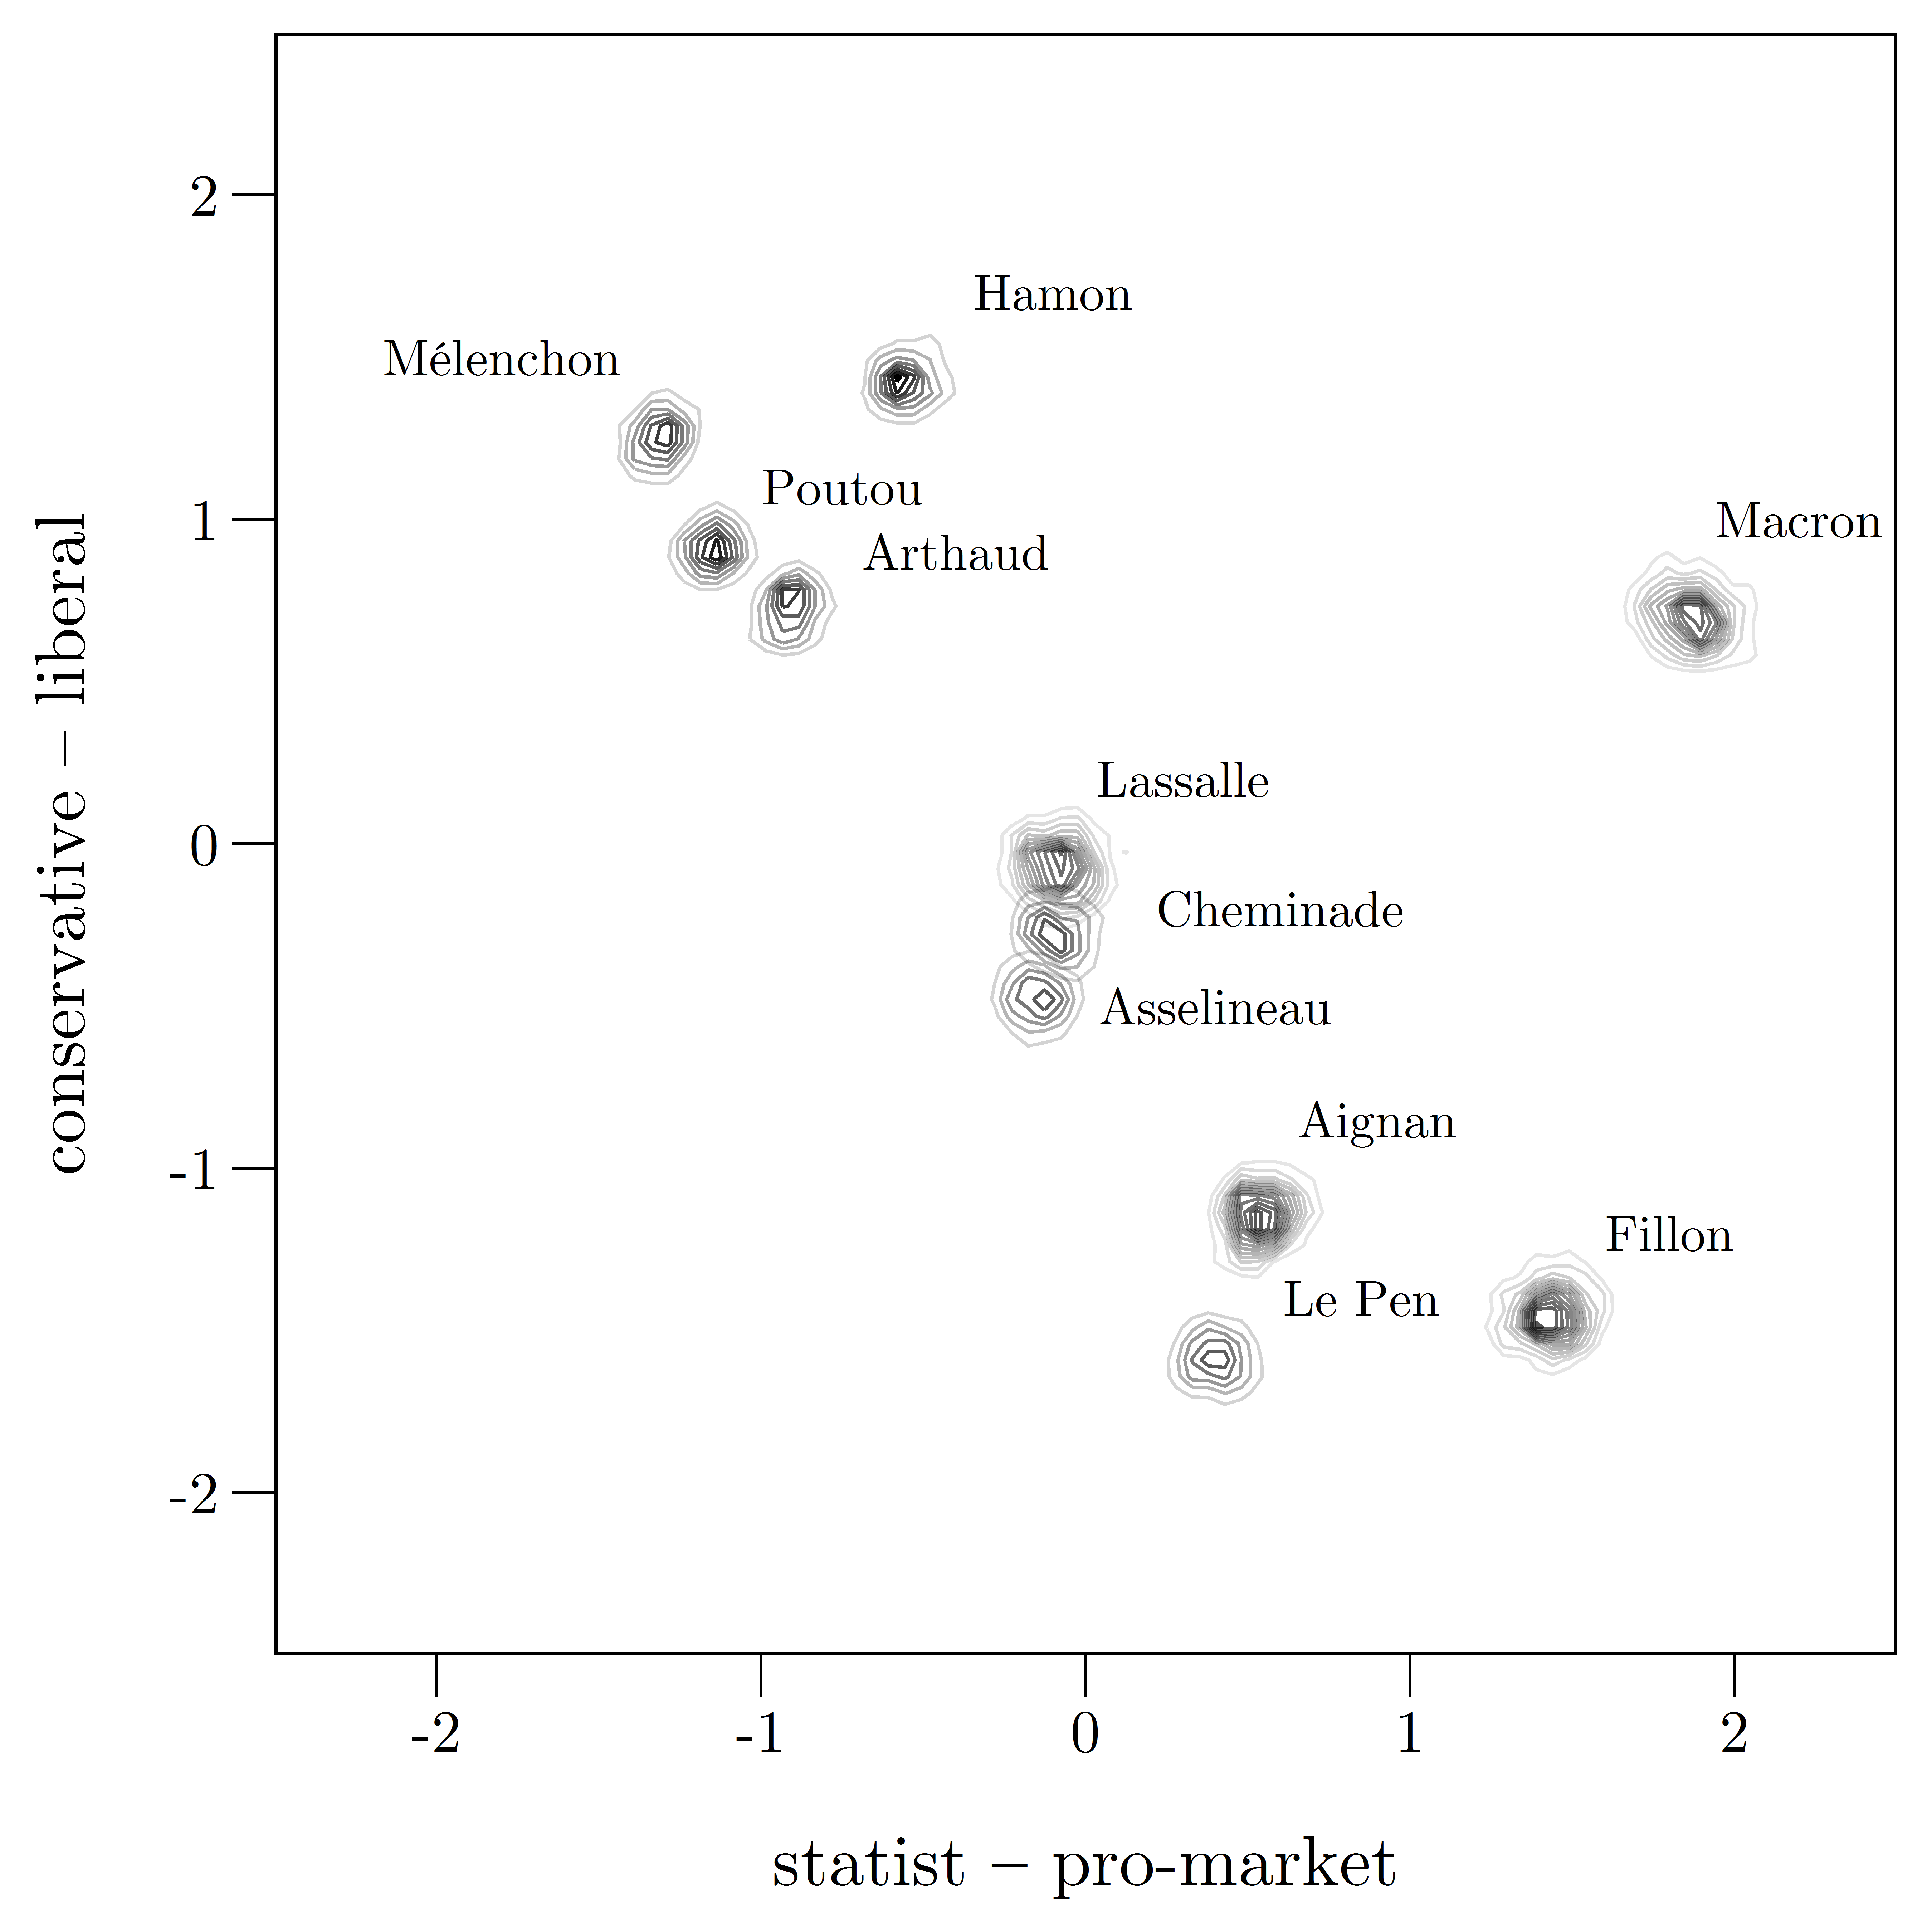 2
Hamon
Mélenchon
Poutou
1
Macron
Arthaud
Lassalle
0
Cheminade
Asselineau
Aignan
-1
Fillon
Le Pen
-2
-2 -1 0 1 2
statist – pro-market
conservative – liberal